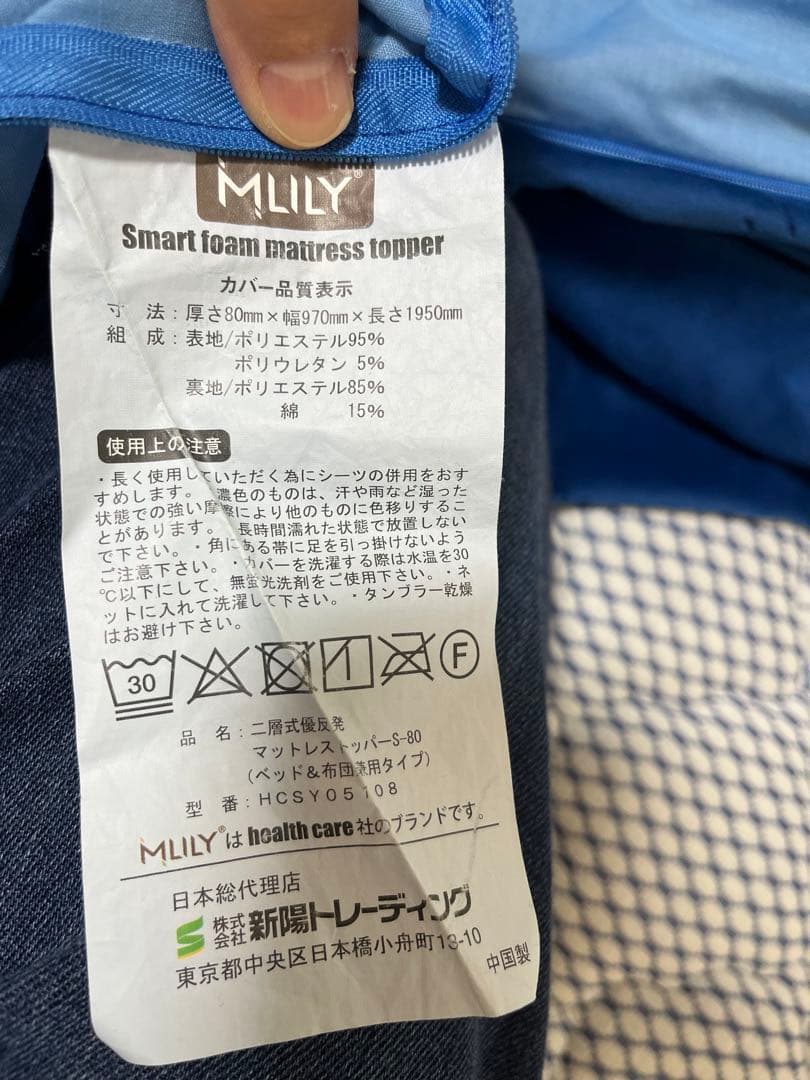 MLILY®
Smart foam mattress topper
カバー品質表示
寸　法：厚さ80mm×幅970mm×長さ1950mm
組　成：表地/ポリエステル95%
ポリウレタン 5%
裏地/ポリエステル85%
綿　15%
使用上の注意
・長く使用していただく為にシーツの併用をおす
すめします。・濃色のものは、汗や雨など湿った
状態での強い摩擦により他のものに色移りするこ
とがあります。・長時間濡れた状態で放置しない
で下さい。・角にある帯に足を引っ掛けないよう
ご注意下さい。・カバーを洗濯する際は水温を30
℃以下にして、無蛍光洗剤をご使用下さい。・ネ
ットに入れて洗濯して下さい。・タンブラー乾燥
はお避け下さい。
30 F
品　名：二層式優反発
マットレストッパーS-80
（ベッド＆布団兼用タイプ）
型　番：HCSY05108
MLILY®はhealth care社のブランドです。
日本総代理店
株式会社 新陽トレーディング
東京都中央区日本橋小舟町13-10
中国製